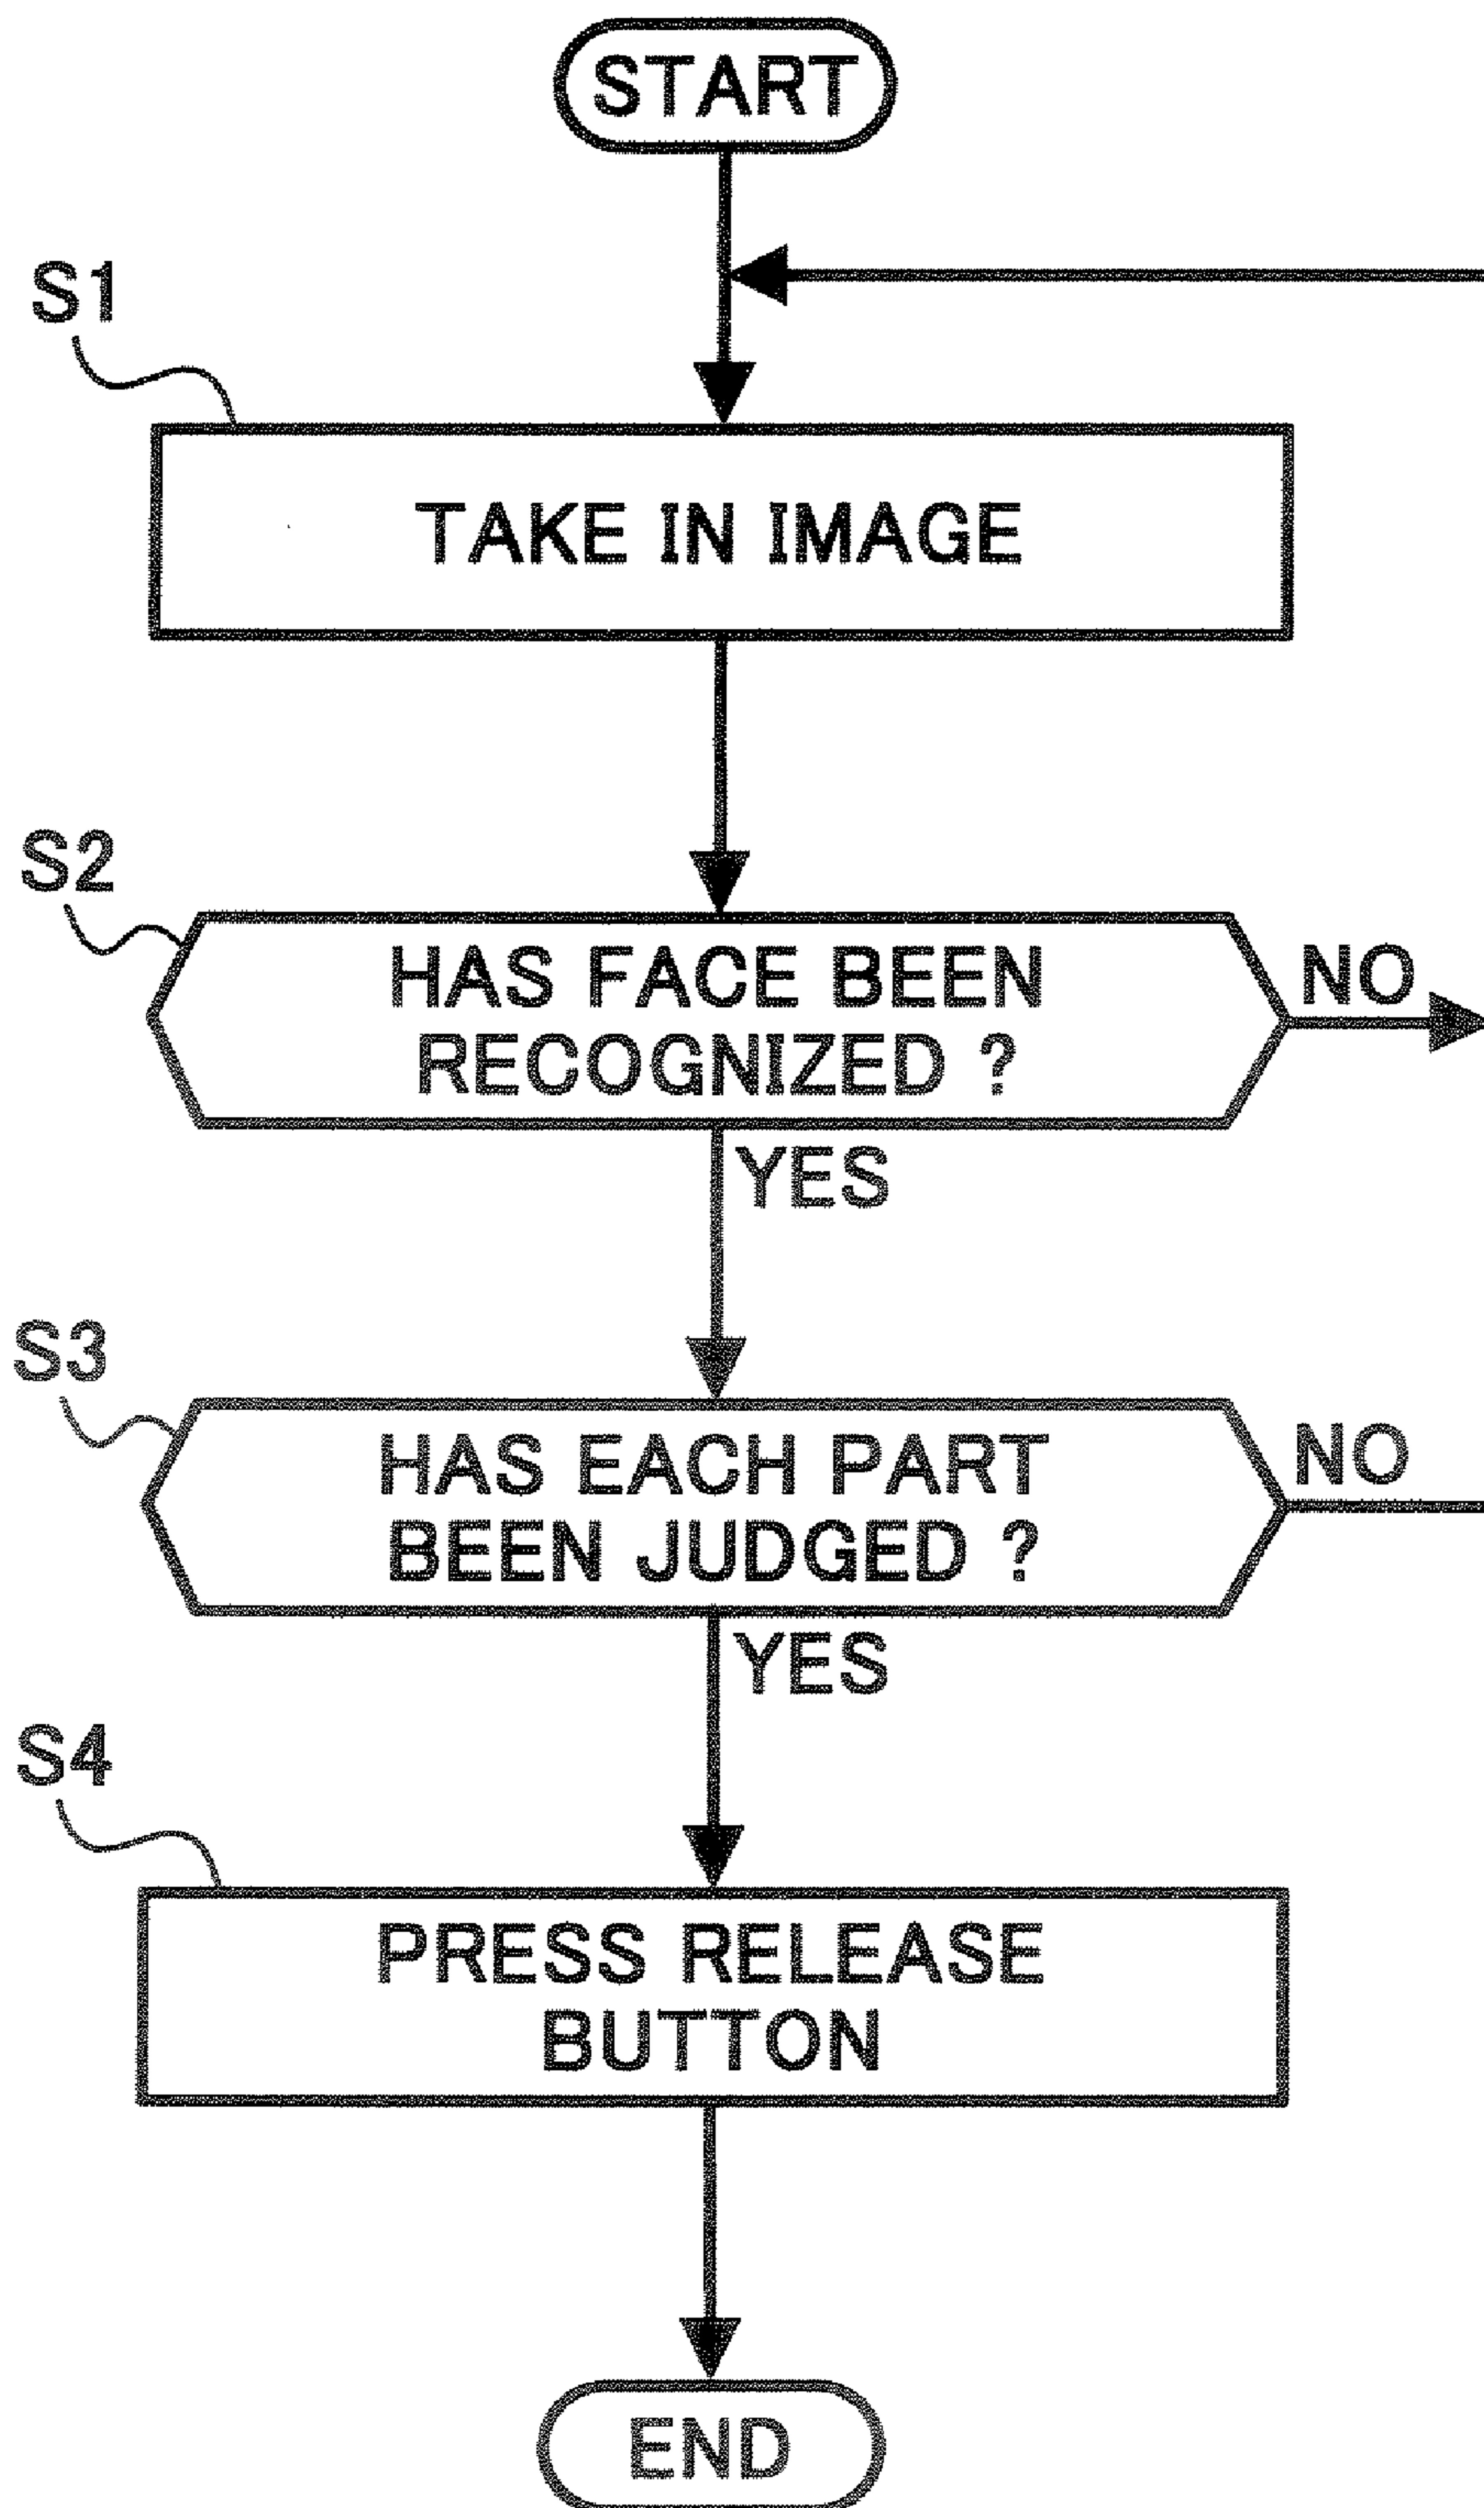 START
S1
TAKE IN IMAGE
S2
HAS FACE BEEN
RECOGNIZED ?
NO
YES
S3
HAS EACH PART
BEEN JUDGED ?
NO
YES
S4
PRESS RELEASE
BUTTON
END